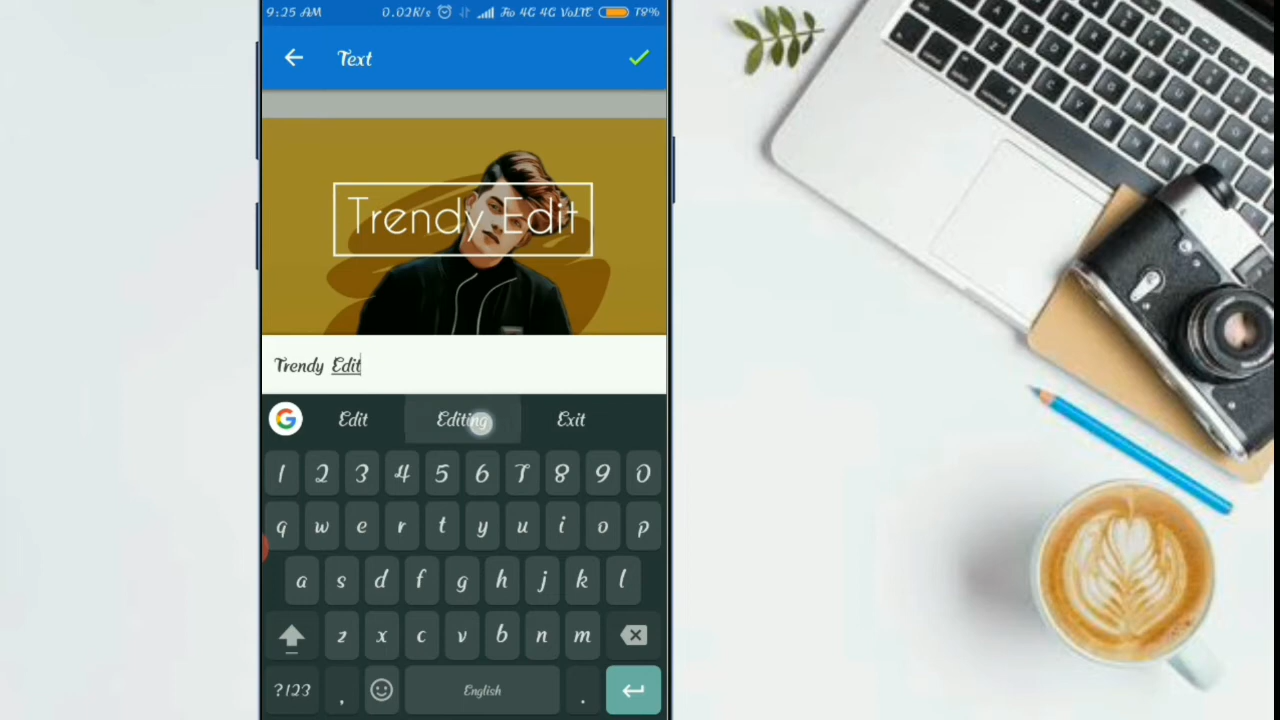 9:25 AM 0.02K/s Jio 4G 4G VoLTE 78%
Text
Trendy Edit
Trendy Edit
Edit Editing Exit
1 2 3 4 5 6 7 8 9 0
q w e r t y u i o p
a s d f g h j k l
z x c v b n m
?123 , English .